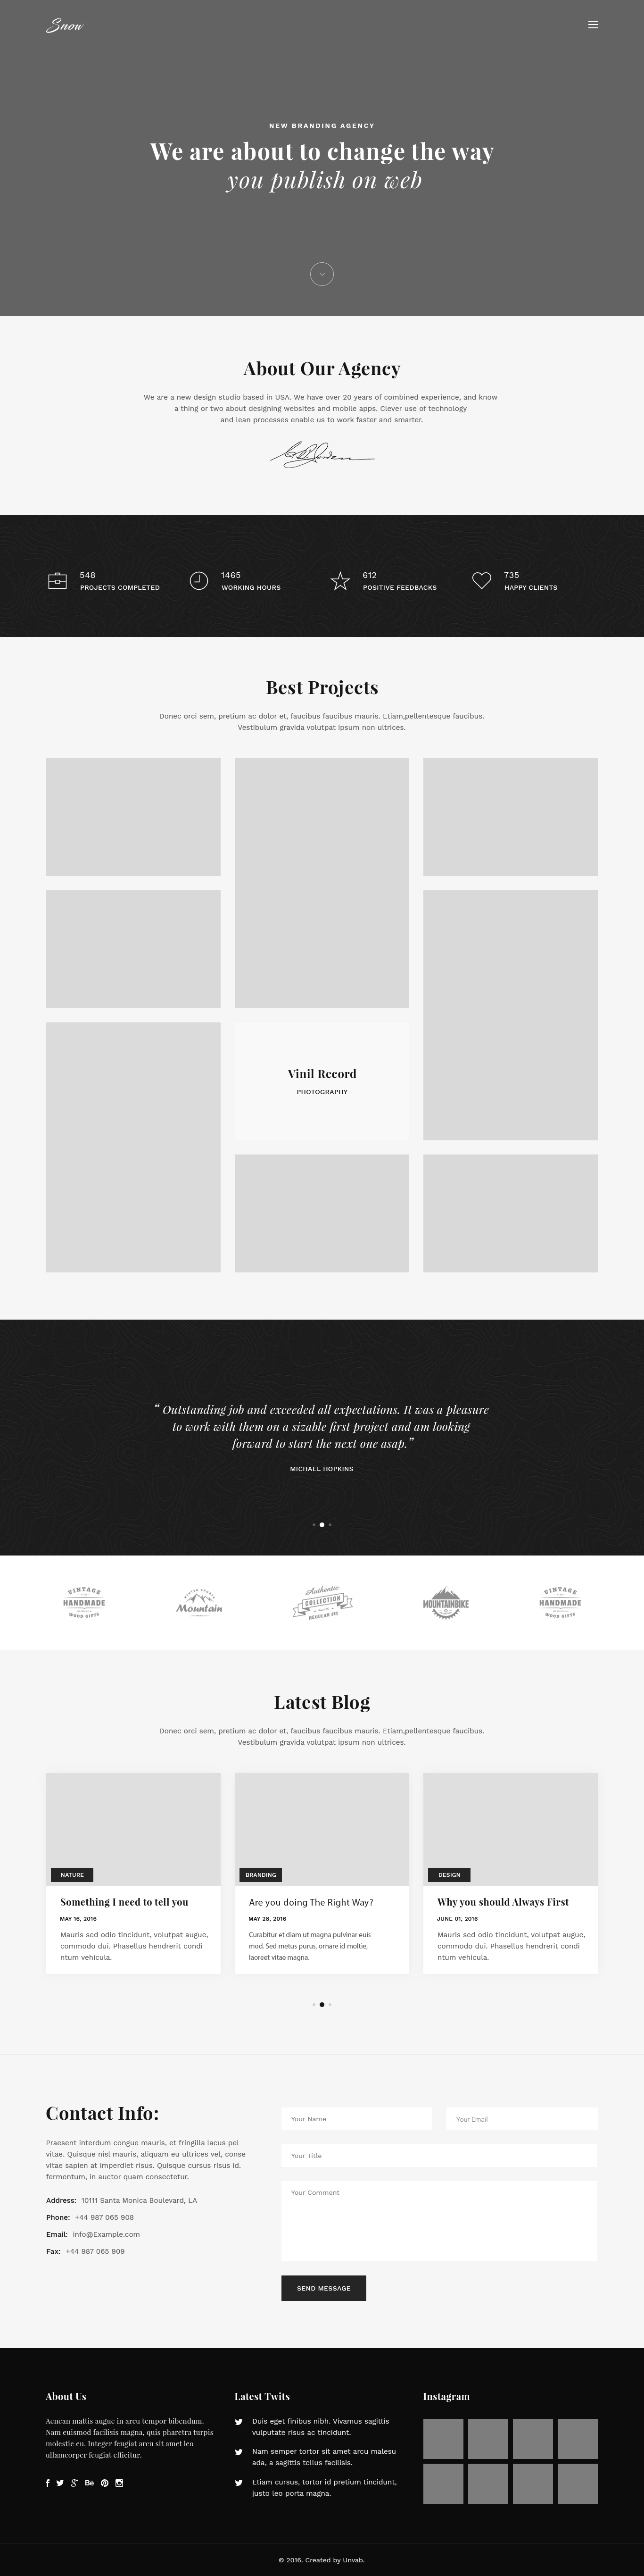 Snow
NEW BRANDING AGENCY
We are about to change the way
you publish on web
About Our Agency
We are a new design studio based in USA. We have over 20 years of combined experience, and know
a thing or two about designing websites and mobile apps. Clever use of technology
and lean processes enable us to work faster and smarter.
548
PROJECTS COMPLETED
1465
WORKING HOURS
612
POSITIVE FEEDBACKS
735
HAPPY CLIENTS
Best Projects
Donec orci sem, pretium ac dolor et, faucibus faucibus mauris. Etiam,pellentesque faucibus.
Vestibulum gravida volutpat ipsum non ultrices.
Vinil Record
PHOTOGRAPHY
“ Outstanding job and exceeded all expectations. It was a pleasure
to work with them on a sizable first project and am looking
forward to start the next one asap.”
MICHAEL HOPKINS
VINTAGE
HANDMADE
WOOD GIFTS
WINTER SPORTS
Mountain
Authentic
COLLECTION
BEAGCAR JYE
MOUNTAINBIKE
VINTAGE
HANDMADE
WOOD GIFTS
Latest Blog
Donec orci sem, pretium ac dolor et, faucibus faucibus mauris. Etiam,pellentesque faucibus.
Vestibulum gravida volutpat ipsum non ultrices.
NATURE
Something i need to tell you
MAY 16, 2016
Mauris sed odio tincidunt, volutpat augue,
commodo dui. Phasellus hendrerit condi
ntum vehicula.
BRANDING
Are you doing The Right Way?
MAY 28, 2016
Curabitur et diam ut magna pulvinar euis
mod. Sed metus purus, ornare id moltie,
laoreet vitae magna.
DESIGN
Why you should Always First
JUNE 01, 2016
Mauris sed odio tincidunt, volutpat augue,
commodo dui. Phasellus hendrerit condi
ntum vehicula.
Contact Info:
Praesent interdum congue mauris, et fringilla lacus pel
vitae. Quisque nisl mauris, aliquam eu ultrices vel, conse
vitae sapien at imperdiet risus. Quisque cursus risus id.
fermentum, in auctor quam consectetur.
Address: 10111 Santa Monica Boulevard, LA
Phone: +44 987 065 908
Email: info@Example.com
Fax: +44 987 065 909
Your Name
Your Email
Your Title
Your Comment
SEND MESSAGE
About Us
Aenean mattis augue in arcu tempor bibendum.
Nam euismod facilisis magna, quis pharetra turpis
molestie eu. Integer feugiat arcu sit amet leo
ullamcorper feugiat efficitur.
Latest Twits
Duis eget finibus nibh. Vivamus sagittis
vulputate risus ac tincidunt.
Nam semper tortor sit amet arcu malesu
ada, a sagittis tellus facilisis.
Etiam cursus, tortor id pretium tincidunt,
justo leo porta magna.
Instagram
© 2016. Created by Unvab.